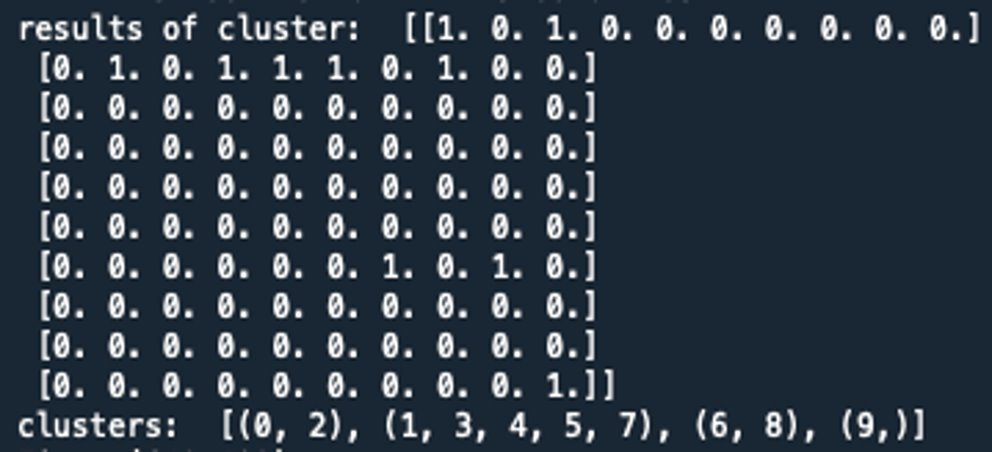 results of cluster:  [[1. 0. 1. 0. 0. 0. 0. 0. 0. 0.]
[0. 1. 0. 1. 1. 1. 0. 1. 0. 0.]
[0. 0. 0. 0. 0. 0. 0. 0. 0. 0.]
[0. 0. 0. 0. 0. 0. 0. 0. 0. 0.]
[0. 0. 0. 0. 0. 0. 0. 0. 0. 0.]
[0. 0. 0. 0. 0. 0. 0. 0. 0. 0.]
[0. 0. 0. 0. 0. 0. 1. 0. 1. 0.]
[0. 0. 0. 0. 0. 0. 0. 0. 0. 0.]
[0. 0. 0. 0. 0. 0. 0. 0. 0. 0.]
[0. 0. 0. 0. 0. 0. 0. 0. 0. 1.]]
clusters:  [(0, 2), (1, 3, 4, 5, 7), (6, 8), (9,)]